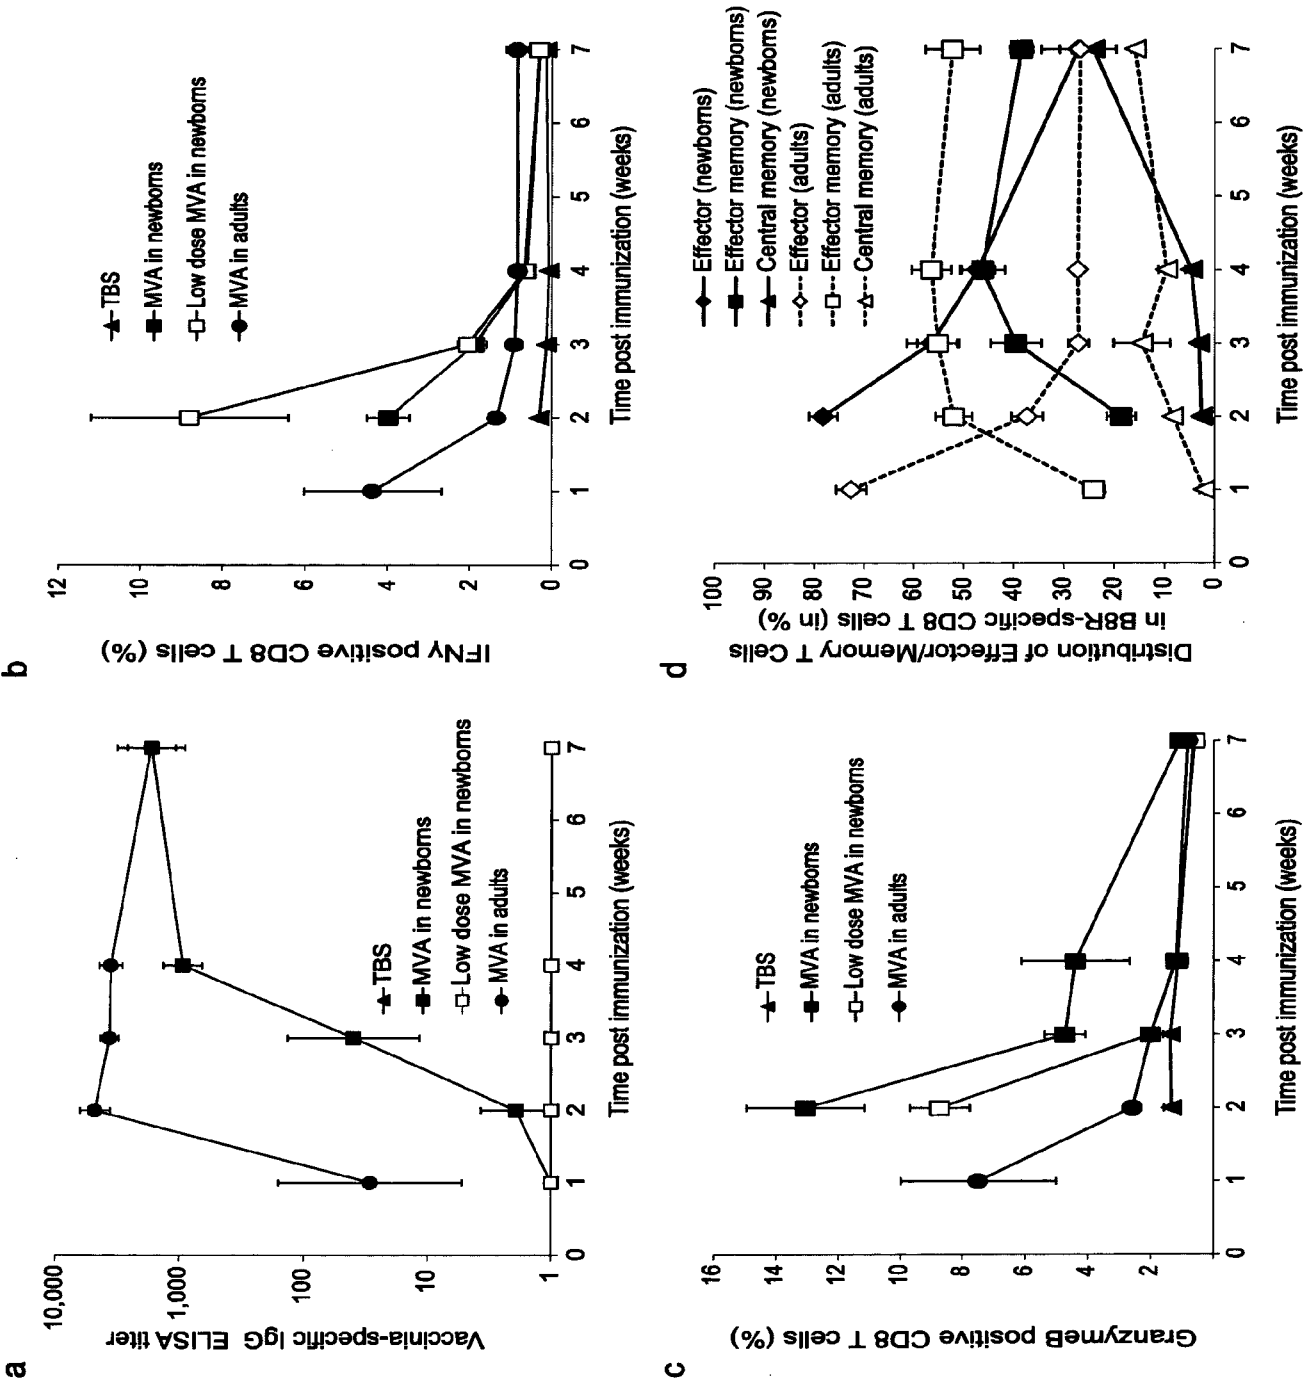 a
Vaccinia-specific IgG ELISA titer
10,000
1,000
100
10
1
0
1
2
3
4
5
6
7
Time post immunization (weeks)
TBS
MVA in newborns
Low dose MVA in newborns
MVA in adults
b
IFNγ positive CD8 T cells (%)
12
10
8
6
4
2
0
0
1
2
3
4
5
6
7
Time post immunization (weeks)
TBS
MVA in newborns
Low dose MVA in newborns
MVA in adults
c
GranzymeB positive CD8 T cells (%)
16
14
12
10
8
6
4
2
0
1
2
3
4
5
6
7
Time post immunization (weeks)
TBS
MVA in newborns
Low dose MVA in newborns
MVA in adults
d
Distribution of Effector/Memory T Cells
in B8R-specific CD8 T cells (in %)
100
90
80
70
60
50
40
30
20
10
0
0
1
2
3
4
5
6
7
Time post immunization (weeks)
Effector (newborns)
Effector memory (newborns)
Central memory (newborns)
Effector (adults)
Effector memory (adults)
Central memory (adults)